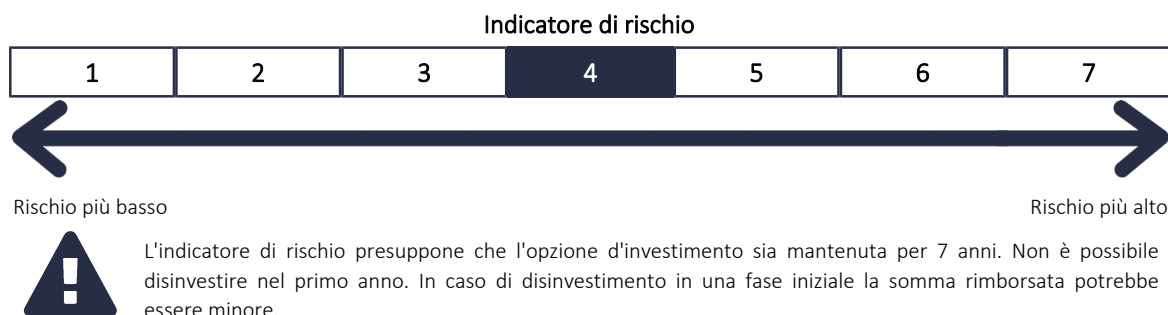 Indicatore di rischio
1 2 3 4 5 6 7
Rischio più basso Rischio più alto
L'indicatore di rischio presuppone che l'opzione d'investimento sia mantenuta per 7 anni. Non è possibile
disinvestire nel primo anno. In caso di disinvestimento in una fase iniziale la somma rimborsata potrebbe
essere minore